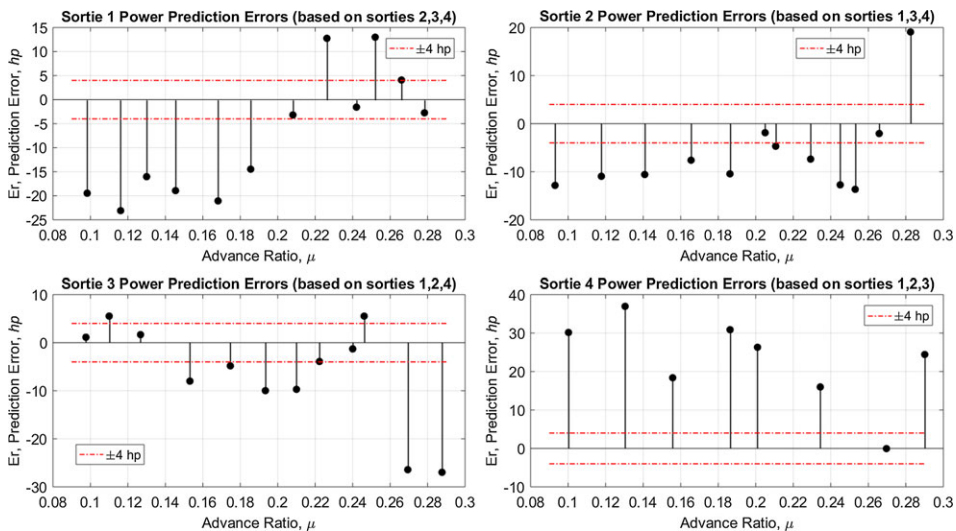 Sortie 1 Power Prediction Errors (based on sorties 2,3,4)
Er, Prediction Error, hp
15
10
5
0
-5
-10
-15
-20
-25
±4 hp
0.08 0.1 0.12 0.14 0.16 0.18 0.2 0.22 0.24 0.26 0.28 0.3
Advance Ratio, μ
Sortie 2 Power Prediction Errors (based on sorties 1,3,4)
Er, Prediction Error, hp
20
10
0
-10
-20
±4 hp
0.08 0.1 0.12 0.14 0.16 0.18 0.2 0.22 0.24 0.26 0.28 0.3
Advance Ratio, μ
Sortie 3 Power Prediction Errors (based on sorties 1,2,4)
Er, Prediction Error, hp
10
0
-10
-20
-30
±4 hp
0.08 0.1 0.12 0.14 0.16 0.18 0.2 0.22 0.24 0.26 0.28 0.3
Advance Ratio, μ
Sortie 4 Power Prediction Errors (based on sorties 1,2,3)
Er, Prediction Error, hp
40
30
20
10
0
-10
±4 hp
0.08 0.1 0.12 0.14 0.16 0.18 0.2 0.22 0.24 0.26 0.28 0.3
Advance Ratio, μ